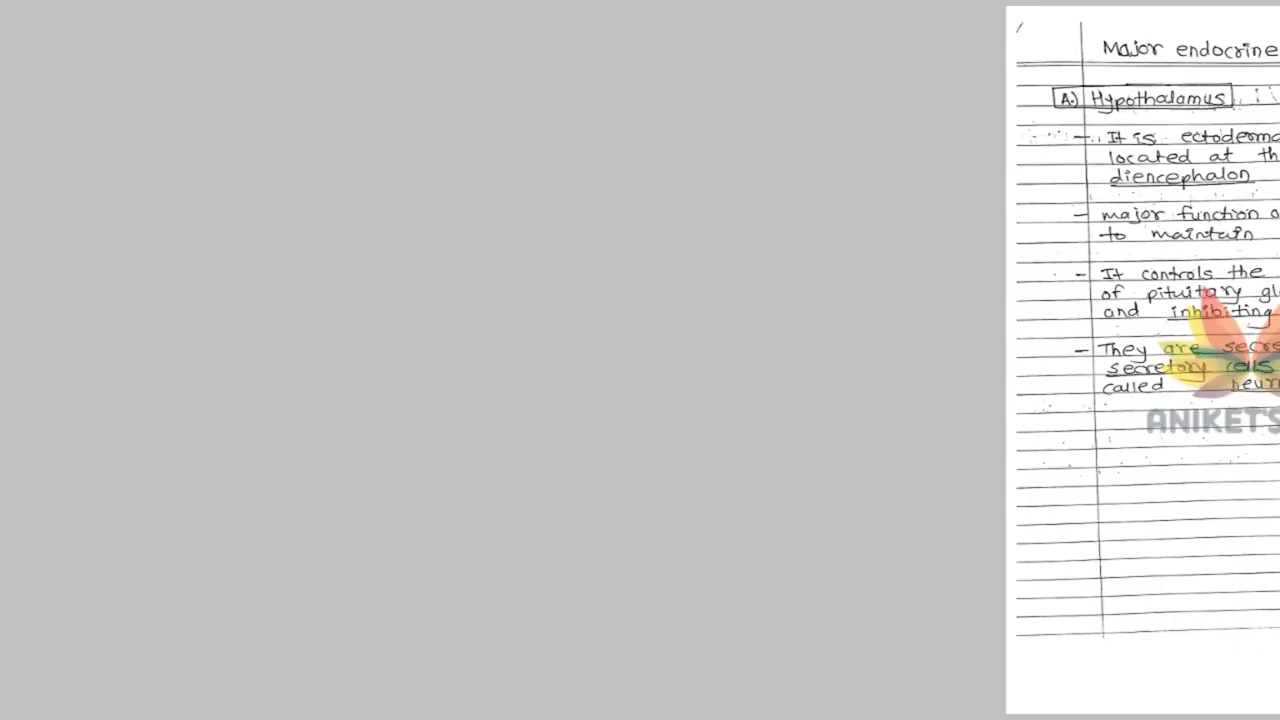 Major endocrine
A.) Hypothalamus
- It is ectoderma
located at th
diencephalon
- major function o
to maintain
- It controls the
of pituitary gl
and inhibiting
- They are secre
secretory cells
called neur
ANIKET'S